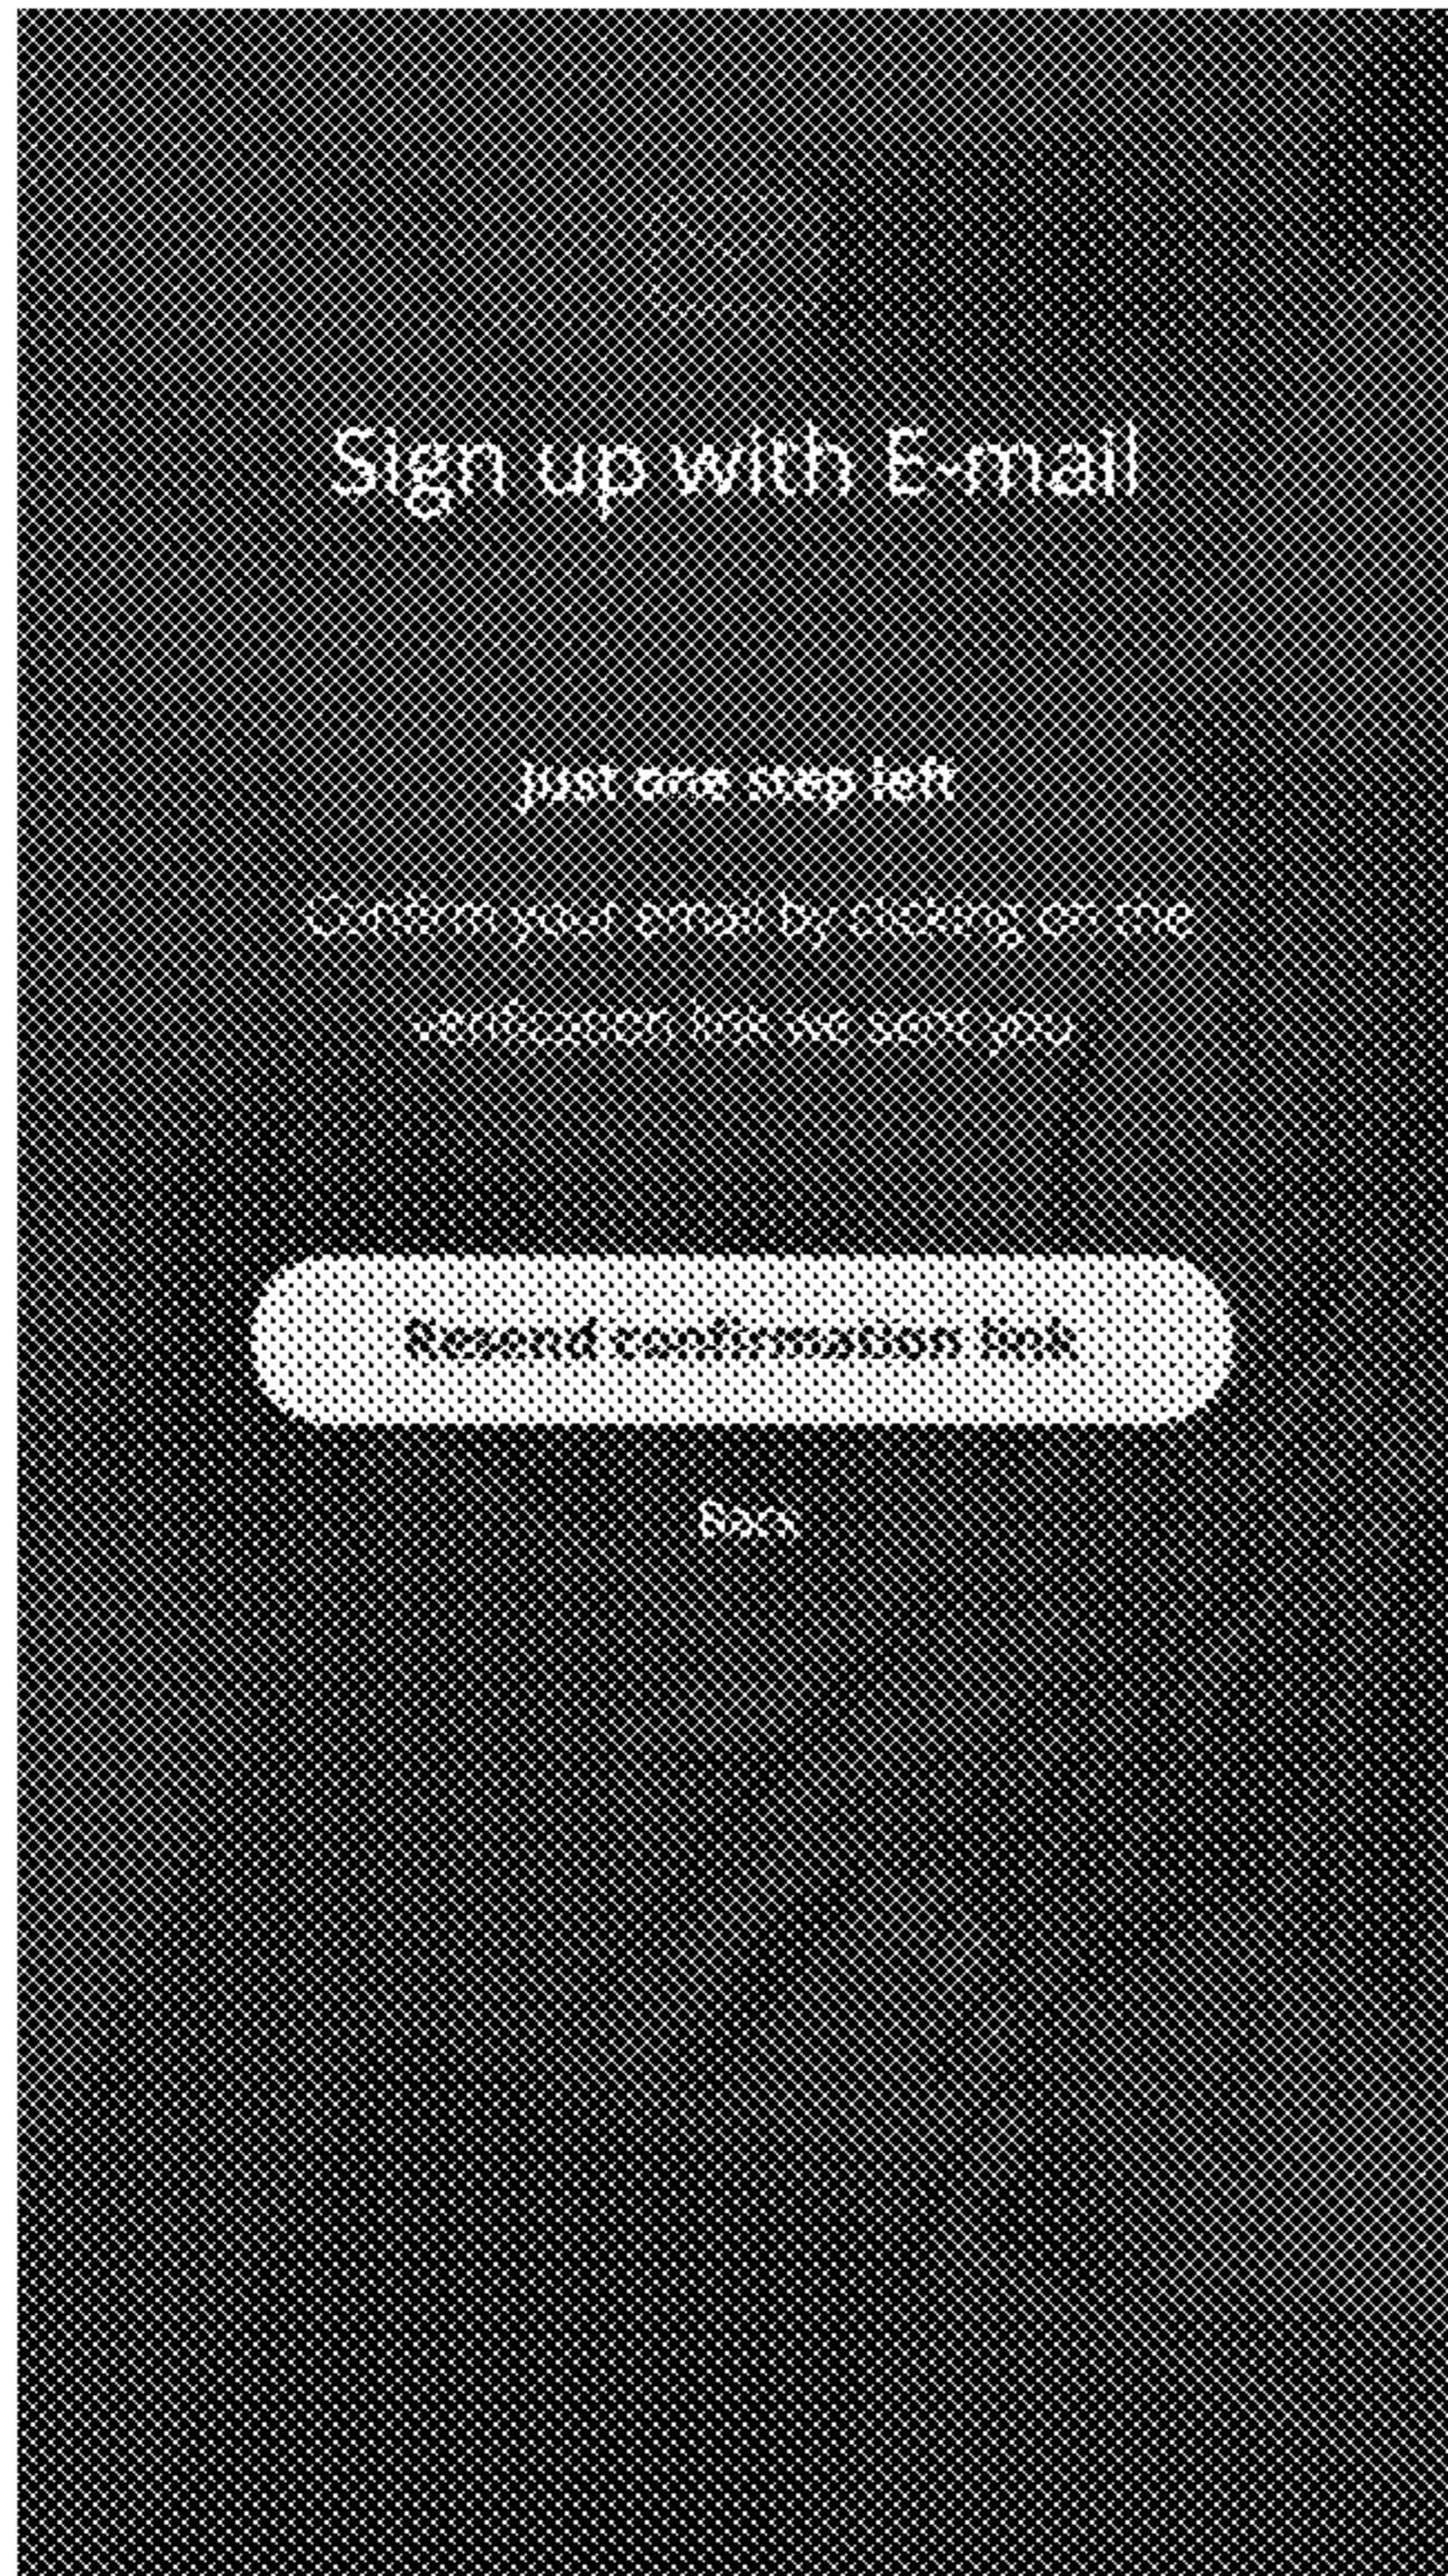 Sign up with E-mail
Just one step left
Confirm your email by clicking on the
verification link we sent you
Resend confirmation link
Back